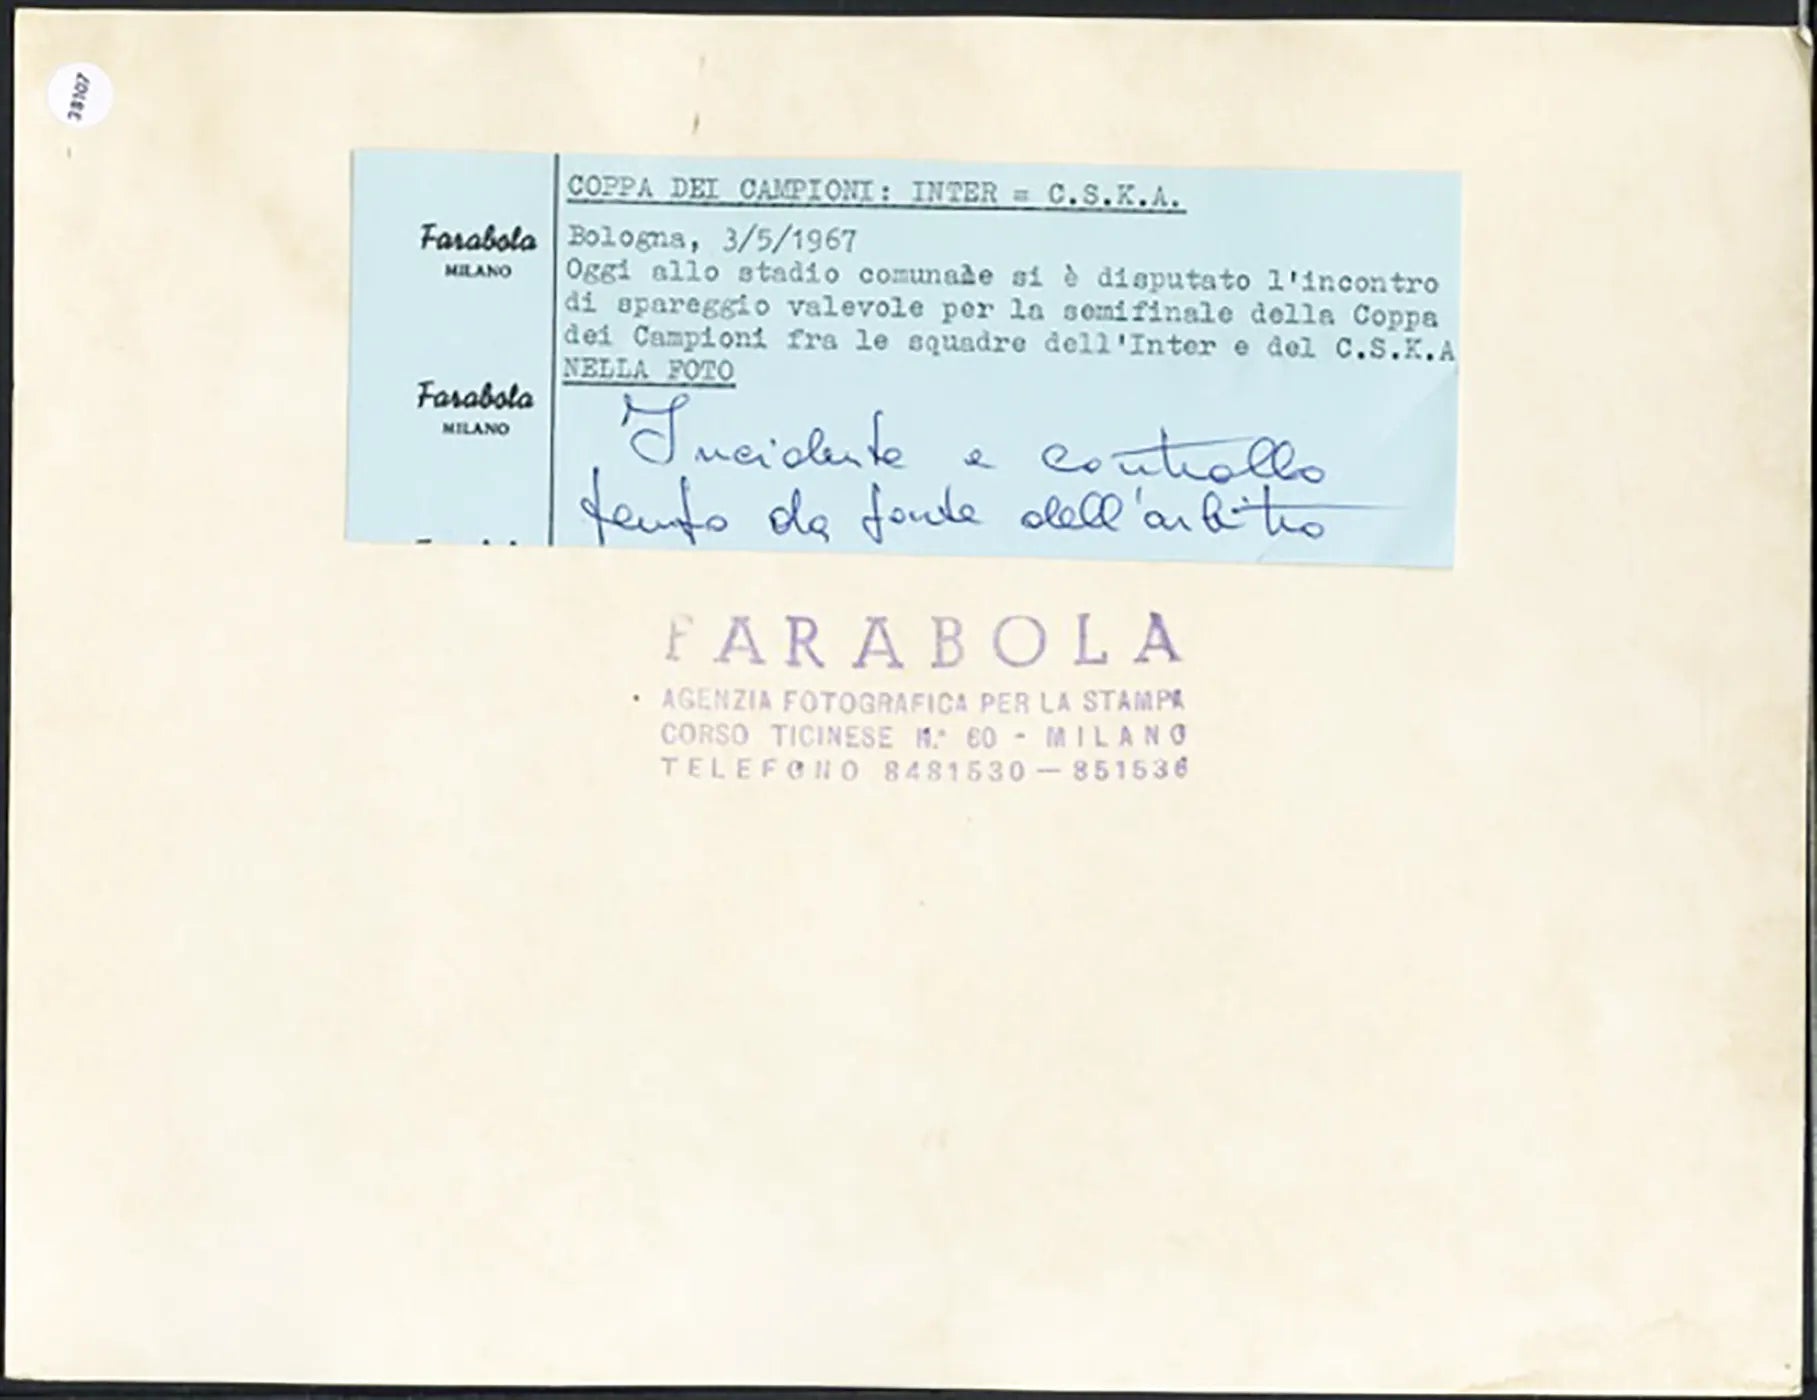 38107
COPPA DEI CAMPIONI: INTER = C.S.K.A.
Farabola
MILANO
Bologna, 3/5/1967
Oggi allo stadio comunale si è disputato l'incontro
di spareggio valevole per la semifinale della Coppa
dei Campioni fra le squadre dell'Inter e del C.S.K.A
NELLA FOTO
Farabola
MILANO
Incidente e controllo
da parte dell'arbitro
FARABOLA
AGENZIA FOTOGRAFICA PER LA STAMPA
CORSO TICINESE N.° 60 - MILANO
TELEFONO 8481530 — 851536